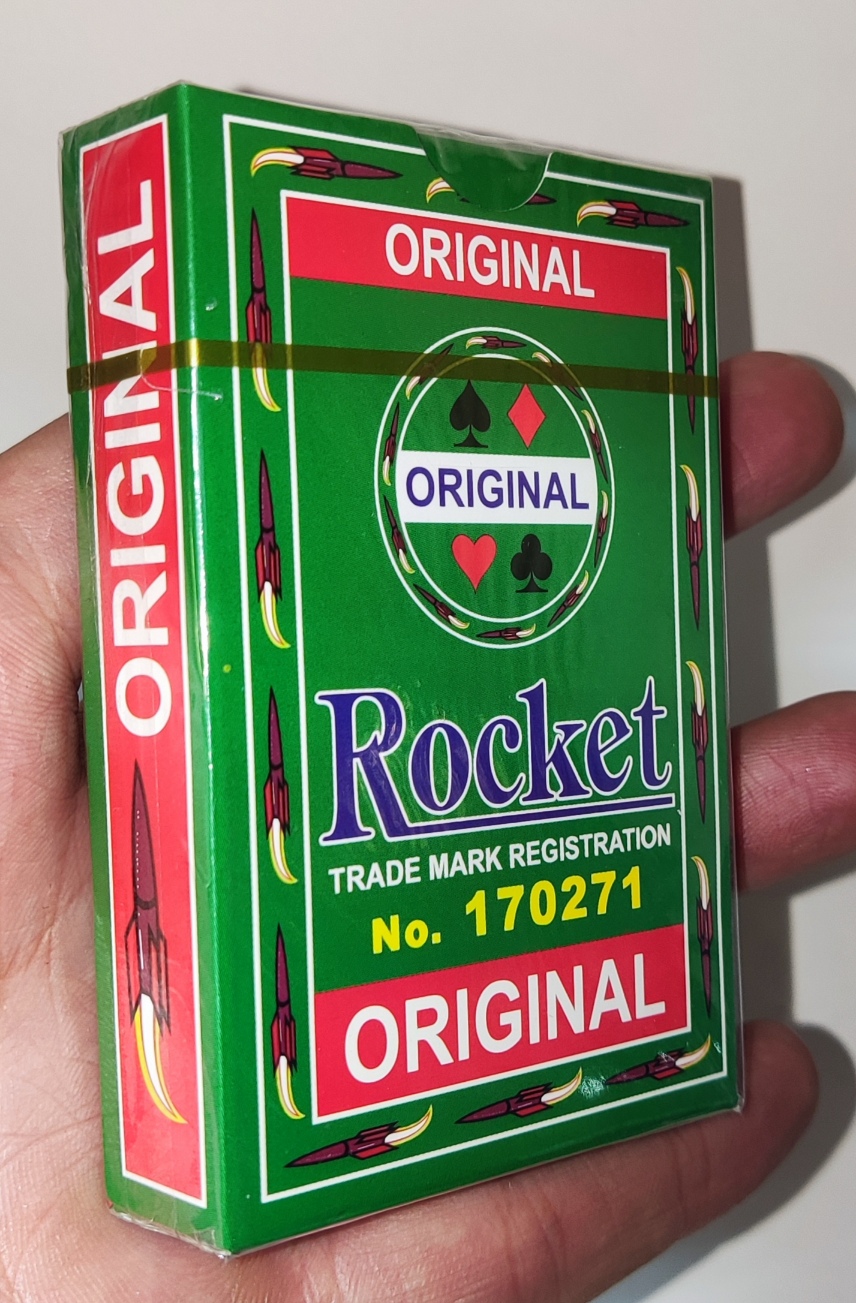 ORIGINAL
ORIGINAL
ORIGINAL
Rocket
TRADE MARK REGISTRATION
No. 170271
ORIGINAL